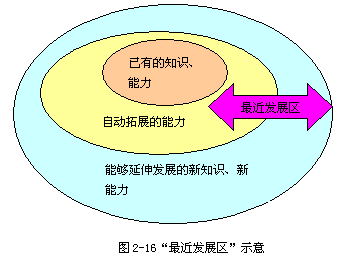 已有的知识、
能力
最近发展区
自动拓展的能力
能够延伸发展的新知识、新
能力
图 2-16“最近发展区”示意